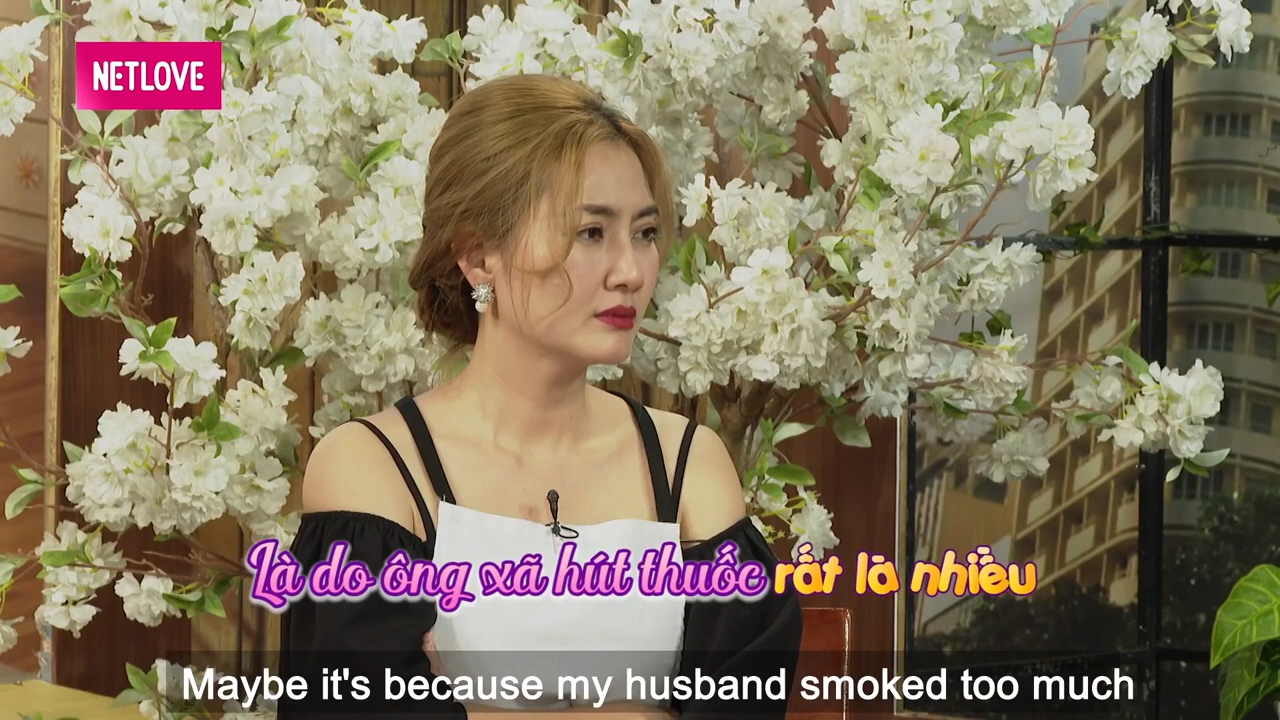 NETLOVE
Là do ông xã hút thuốc rất là nhiều
Maybe it's because my husband smoked too much